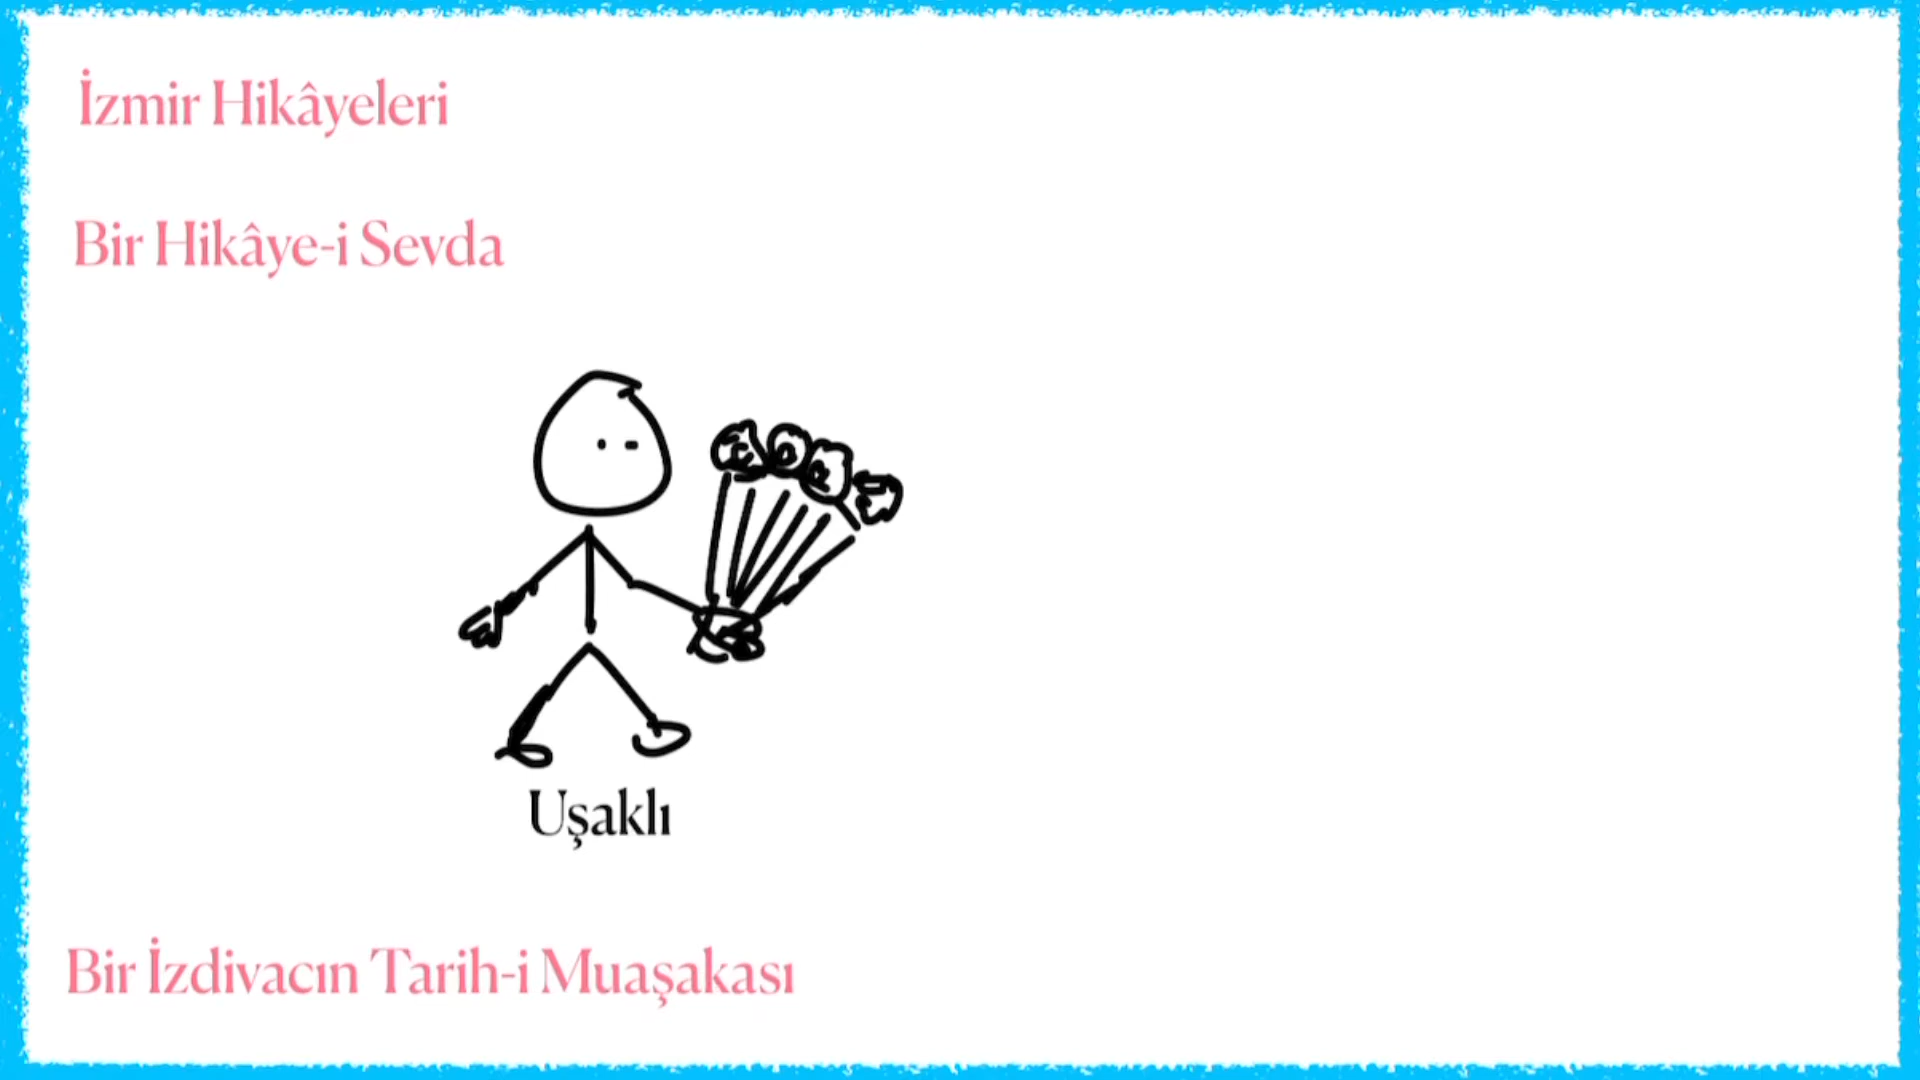 İzmir Hikâyeleri
Bir Hikâye-i Sevda
Uşaklı
Bir İzdivacın Tarih-i Muaşakası